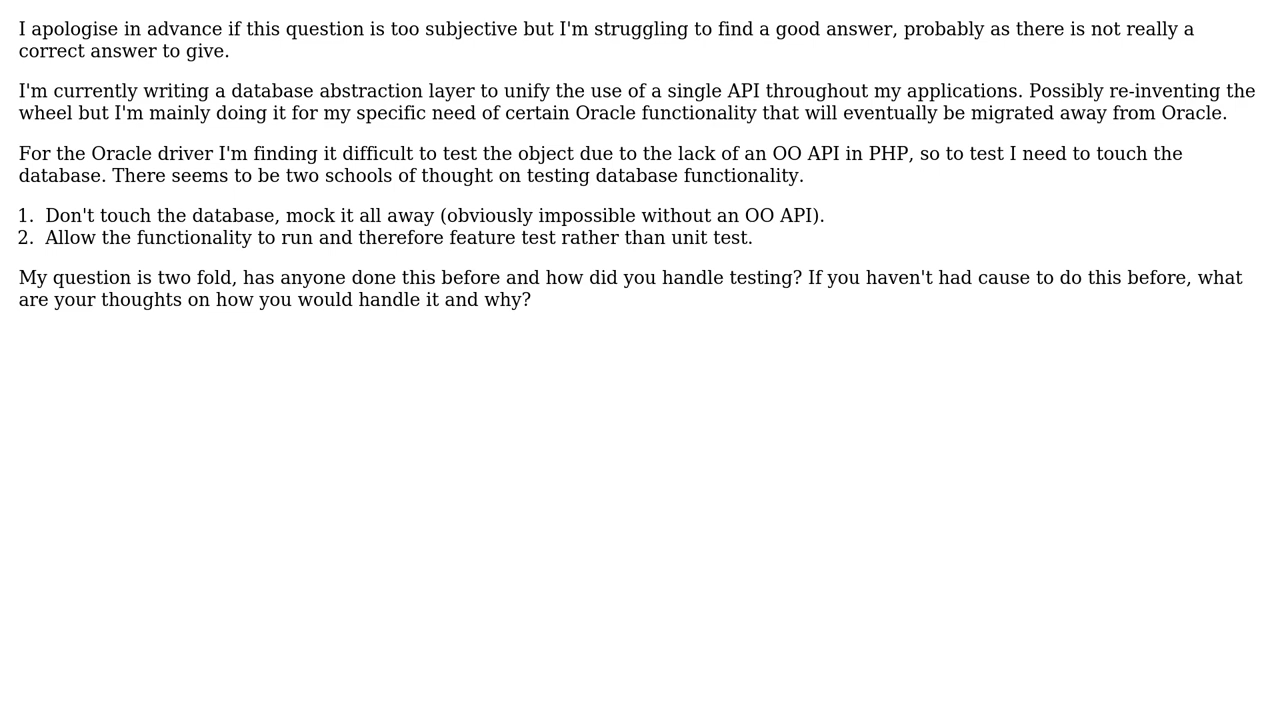 I apologise in advance if this question is too subjective but I'm struggling to find a good answer, probably as there is not really a
correct answer to give.
I'm currently writing a database abstraction layer to unify the use of a single API throughout my applications. Possibly re-inventing the
wheel but I'm mainly doing it for my specific need of certain Oracle functionality that will eventually be migrated away from Oracle.
For the Oracle driver I'm finding it difficult to test the object due to the lack of an OO API in PHP, so to test I need to touch the
database. There seems to be two schools of thought on testing database functionality.
1. Don't touch the database, mock it all away (obviously impossible without an OO API).
2. Allow the functionality to run and therefore feature test rather than unit test.
My question is two fold, has anyone done this before and how did you handle testing? If you haven't had cause to do this before, what
are your thoughts on how you would handle it and why?